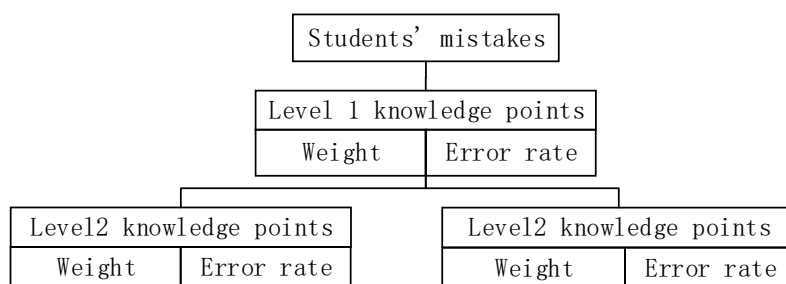 Students' mistakes
Level 1 knowledge points
Weight Error rate
Level2 knowledge points Level2 knowledge points
Weight Error rate Weight Error rate